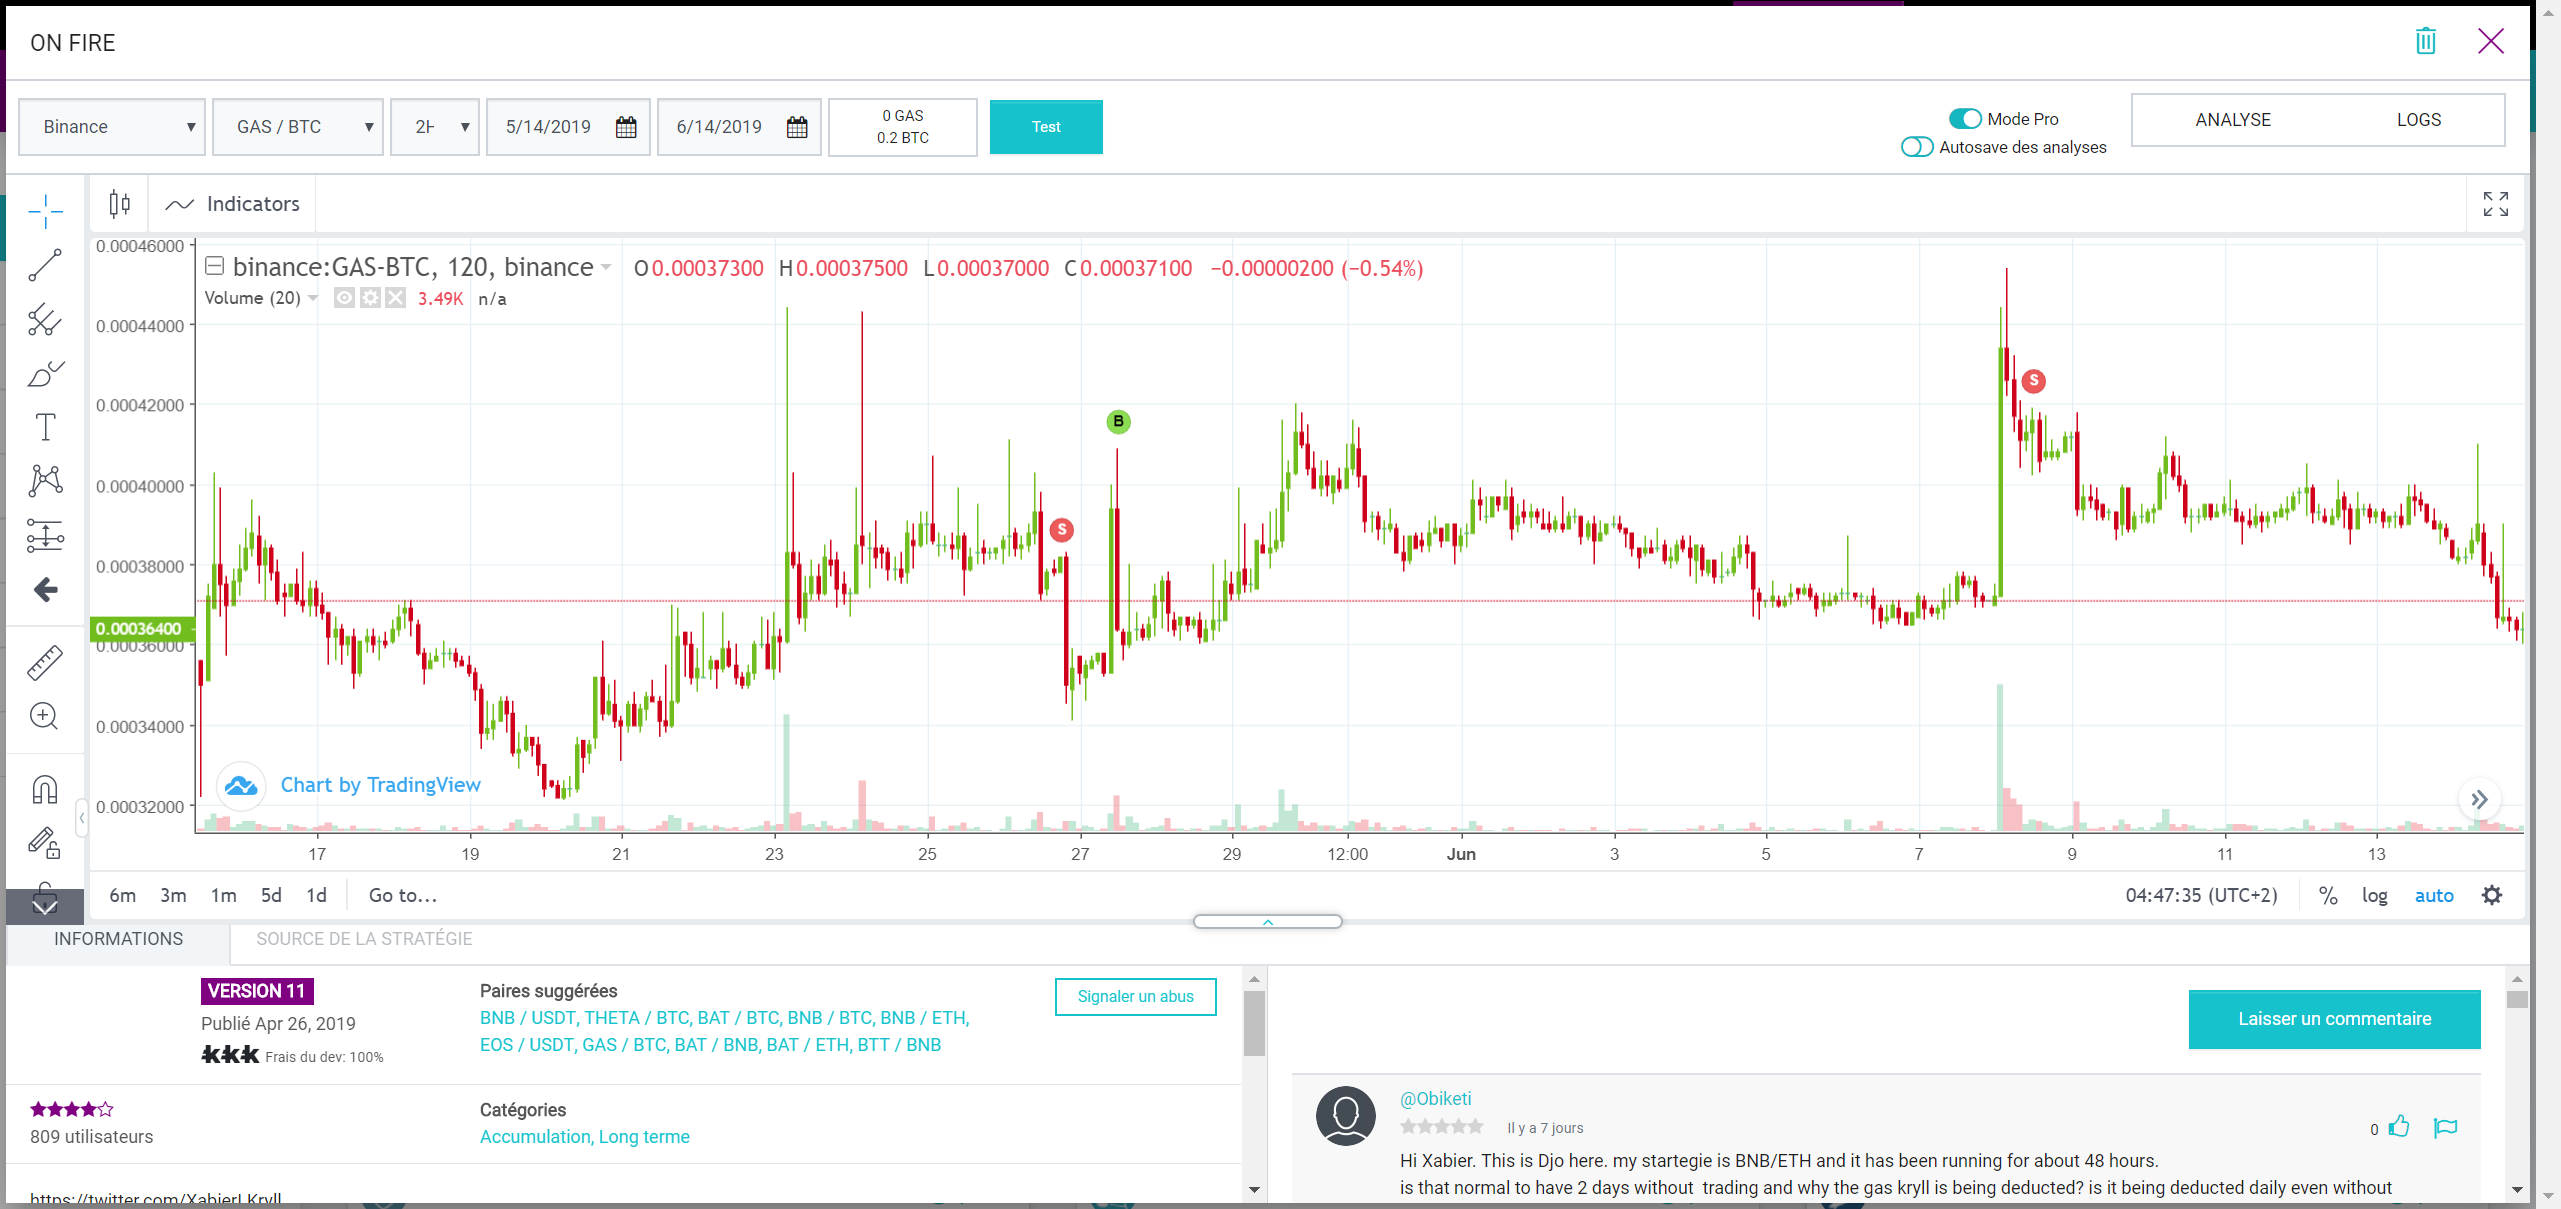 ON FIRE
Binance
GAS / BTC
5/14/2019
6/14/2019
0 GAS
0.2 BTC
Test
Mode Pro
Autosave des analyses
ANALYSE
LOGS
Indicators
binance:GAS-BTC, 120, binance O0.00037300 H0.00037500 L0.00037000 C0.00037100 −0.00000200 (−0.54%)
Volume (20) 3.49K n/a
0.00046000
0.00044000
0.00042000
0.00040000
0.00038000
0.00036400
0.00036000
0.00034000
0.00032000
S
B
S
Chart by TradingView
17 19 21 23 25 27 29 12:00 Jun 3 5 7 9 11 13
6m 3m 1m 5d 1d Go to...
04:47:35 (UTC+2) % log auto
INFORMATIONS
SOURCE DE LA STRATÉGIE
VERSION 11
Publié Apr 26, 2019
Frais du dev: 100%
Paires suggérées
BNB / USDT, THETA / BTC, BAT / BTC, BNB / BTC, BNB / ETH,
EOS / USDT, GAS / BTC, BAT / BNB, BAT / ETH, BTT / BNB
Signaler un abus
809 utilisateurs
Catégories
Accumulation, Long terme
https://twitter.com/XabierLKryll
Laisser un commentaire
@Obiketi
Il y a 7 jours
0
Hi Xabier. This is Djo here. my startegie is BNB/ETH and it has been running for about 48 hours.
is that normal to have 2 days without trading and why the gas kryll is being deducted? is it being deducted daily even without